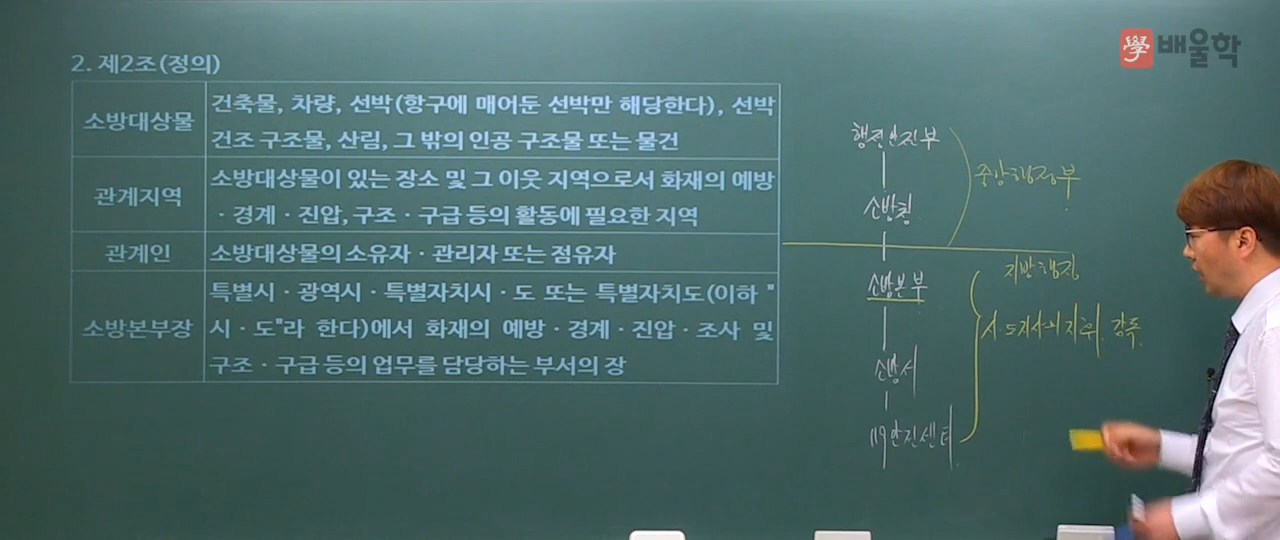 學 배울학
2. 제2조(정의)
소방대상물
건축물, 차량, 선박(항구에 매어둔 선박만 해당한다), 선박
건조 구조물, 산림, 그 밖의 인공 구조물 또는 물건
관계지역
소방대상물이 있는 장소 및 그 이웃 지역으로서 화재의 예방
· 경계 · 진압, 구조 · 구급 등의 활동에 필요한 지역
관계인
소방대상물의 소유자 · 관리자 또는 점유자
소방본부장
특별시 · 광역시 · 특별자치시 · 도 또는 특별자치도(이하 "
시 · 도"라 한다)에서 화재의 예방 · 경계 · 진압 · 조사 및
구조 · 구급 등의 업무를 담당하는 부서의 장
행정안전부
소방청
중앙행정부
소방본부
소방서
119안전센터
지방행정
시.도지사의 지휘. 감독.